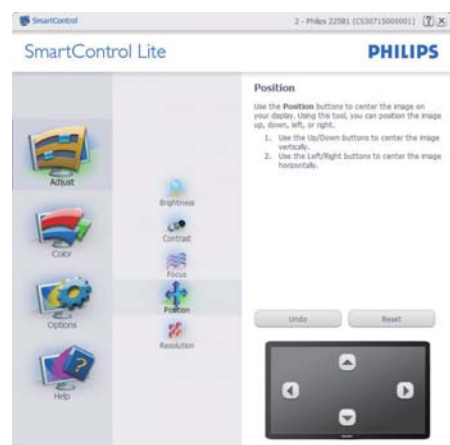 SmartControl
2 - Philips 225B1 (CS30715000001)
SmartControl Lite
PHILIPS
Adjust
Color
Options
Help
Brightness
Contrast
Focus
Position
Resolution
Position
Use the Position buttons to center the image on
your display. Using this tool, you can position the image
up, down, left, or right.
1. Use the Up/Down buttons to center the image
vertically.
2. Use the Left/Right buttons to center the image
horizontally.
Undo
Reset